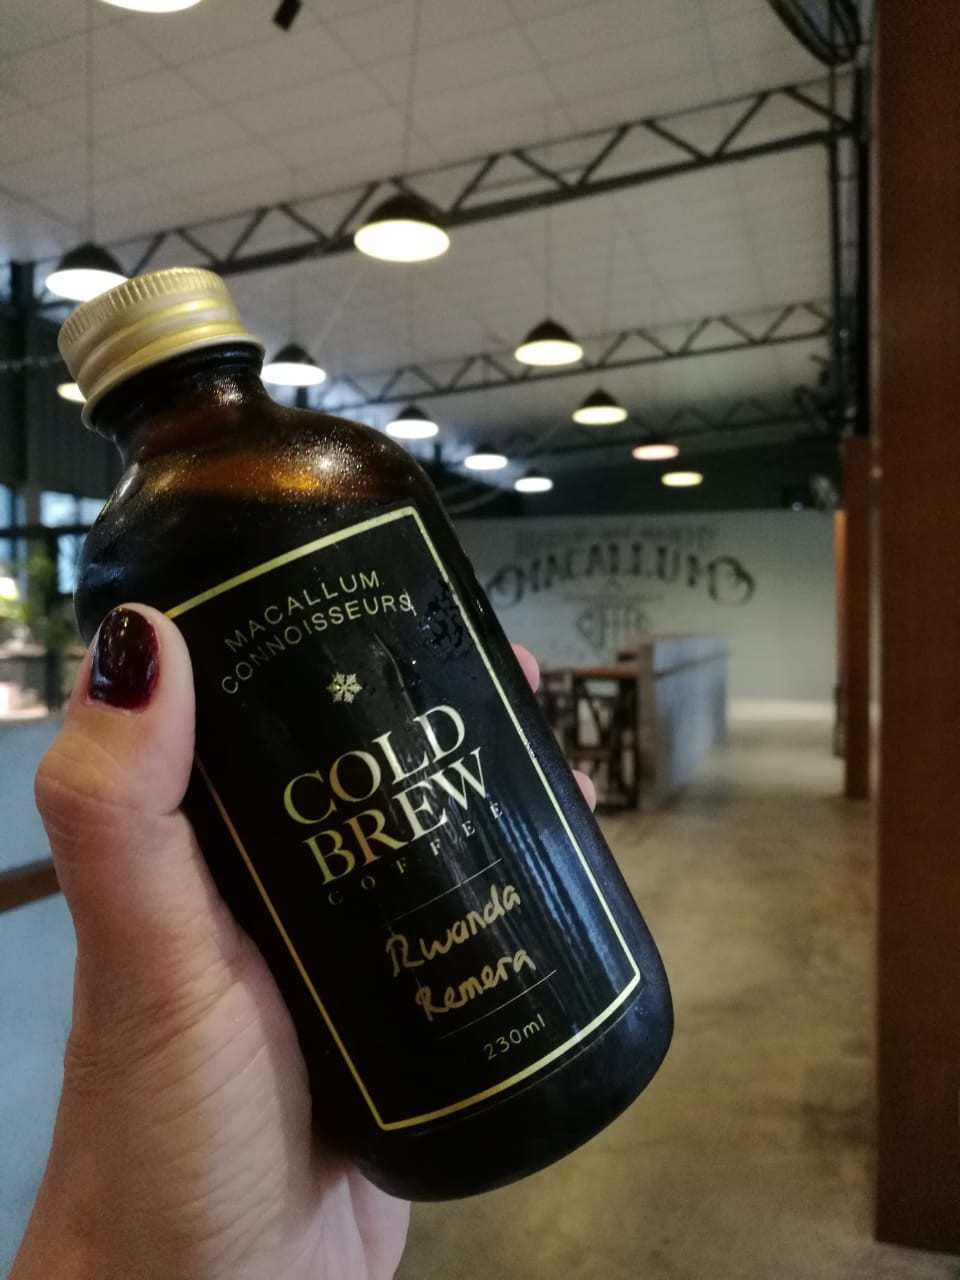 MACALLUM
CONNOISSEURS
COLD
BREW
COFFEE
Rwanda
Remera
230ml
MACALLUM